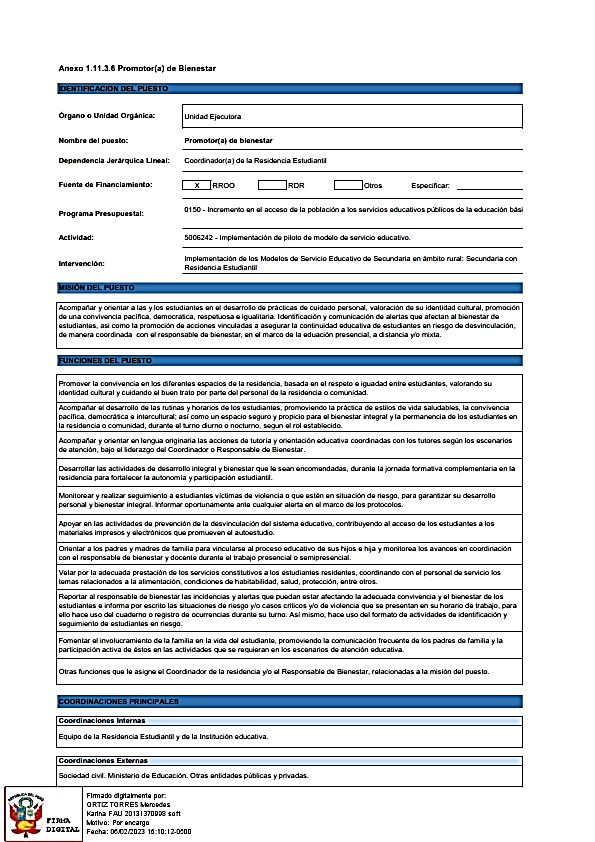 Anexo 1.11.3.6 Promotor(a) de Bienestar
IDENTIFICACIÓN DEL PUESTO
Órgano o Unidad Orgánica:
Unidad Ejecutora
Nombre del puesto:
Promotor(a) de bienestar
Dependencia Jerárquica Lineal:
Coordinador(a) de la Residencia Estudiantil
Fuente de Financiamiento:
X RROO RDR Otros Especificar:
Programa Presupuestal:
0150 - Incremento en el acceso de la población a los servicios educativos públicos de la educación bási
Actividad:
5006242 - Implementación de piloto de modelo de servicio educativo.
Intervención:
Implementación de los Modelos de Servicio Educativo de Secundaria en ámbito rural: Secundaria con
Residencia Estudiantil
MISIÓN DEL PUESTO
Acompañar y orientar a las y los estudiantes en el desarrollo de prácticas de cuidado personal, valoración de su identidad cultural, promoción
de una convivencia pacífica, democratica, respetuosa e igualitaria. Identificación y comunicación de alertas que afectan al bienestar de
estudiantes, así como la promoción de acciones vinculadas a asegurar la continuidad educativa de estudiantes en riesgo de desvinculación,
de manera coordinada con el responsable de bienestar, en el marco de la eduación presencial, a distancia y/o mixta.
FUNCIONES DEL PUESTO
Promover la convivencia en los diferentes espacios de la residencia, basada en el respeto e iguadad entre estudiantes, valorando su
identidad cultural y cuidando el buen trato por parte del personal de la residencia o comunidad.
Acompañar el desarrollo de las rutinas y horarios de los estudiantes, promoviendo la práctica de estilos de vida saludables, la convivencia
pacífica, democrática e intercultural; así como un espacio seguro y propicio para el bienestar integral y la permanencia de los estudiantes en
la residencia o comunidad, durante el turno diurno o nocturno, segun el rol establecido.
Acompañar y orientar en lengua originaria las acciones de tutoría y orientación educativa coordinadas con los tutores según los escenarios
de atención, bajo el liderazgo del Coordinador o Responsable de Bienestar.
Desarrollar las actividades de desarrollo integral y bienestar que le sean encomendadas, durante la jornada formativa complementaria en la
residencia para fortalecer la autonomía y participación estudiantil.
Monitorear y realizar seguimiento a estudiantes víctimas de violencia o que estén en situación de riesgo, para garantizar su desarrollo
personal y bienestar integral. Informar oportunamente ante cualquier alerta en el marco de los protocolos.
Apoyar en las actividades de prevención de la desvinculación del sistema educativo, contribuyendo al acceso de los estudiantes a los
materiales impresos y electrónicos que promueven el autoestudio.
Orientar a los padres y madres de familia para vincularse al proceso educativo de sus hijos e hija y monitorea los avances en coordinación
con el responsable de bienestar y docente durante el trabajo presencial o semipresencial.
Velar por la adecuada prestación de los servicios constitutivos a los estudiantes residentes, coordinando con el personal de servicio los
temas relacionados a la alimentación, condiciones de habitabilidad, salud, protección, entre otros.
Reportar al responsable de bienestar las incidencias y alertas que puedan estar afectando la adecuada convivencia y el bienestar de los
estudiantes e informa por escrito las situaciones de riesgo y/o casos críticos y/o de violencia que se presentan en su horario de trabajo, para
ello hace uso del cuaderno o registro de ocurrencias durante su turno. Así mismo, hace uso del formato de actividades de identificación y
seguimiento de estudiantes en riesgo.
Fomentar el involucramiento de la familia en la vida del estudiante, promoviendo la comunicación frecuente de los padres de familia y la
participación activa de éstos en las actividades que se requieran en los escenarios de atención educativa.
Otras funciones que le asigne el Coordinador de la residencia y/o el Responsable de Bienestar, relacionadas a la misión del puesto.
COORDINACIONES PRINCIPALES
Coordinaciones Internas
Equipo de la Residencia Estudiantil y de la Institución educativa.
Coordinaciones Externas
Sociedad civil. Ministerio de Educación. Otras entidades públicas y privadas.
REPUBLICA DEL PERU
FIRMA
DIGITAL
Firmado digitalmente por:
ORTIZ TORRES Mercedes
Karina FAU 20131370998 soft
Motivo: Por encargo
Fecha: 06/02/2023 16:10:12-0500